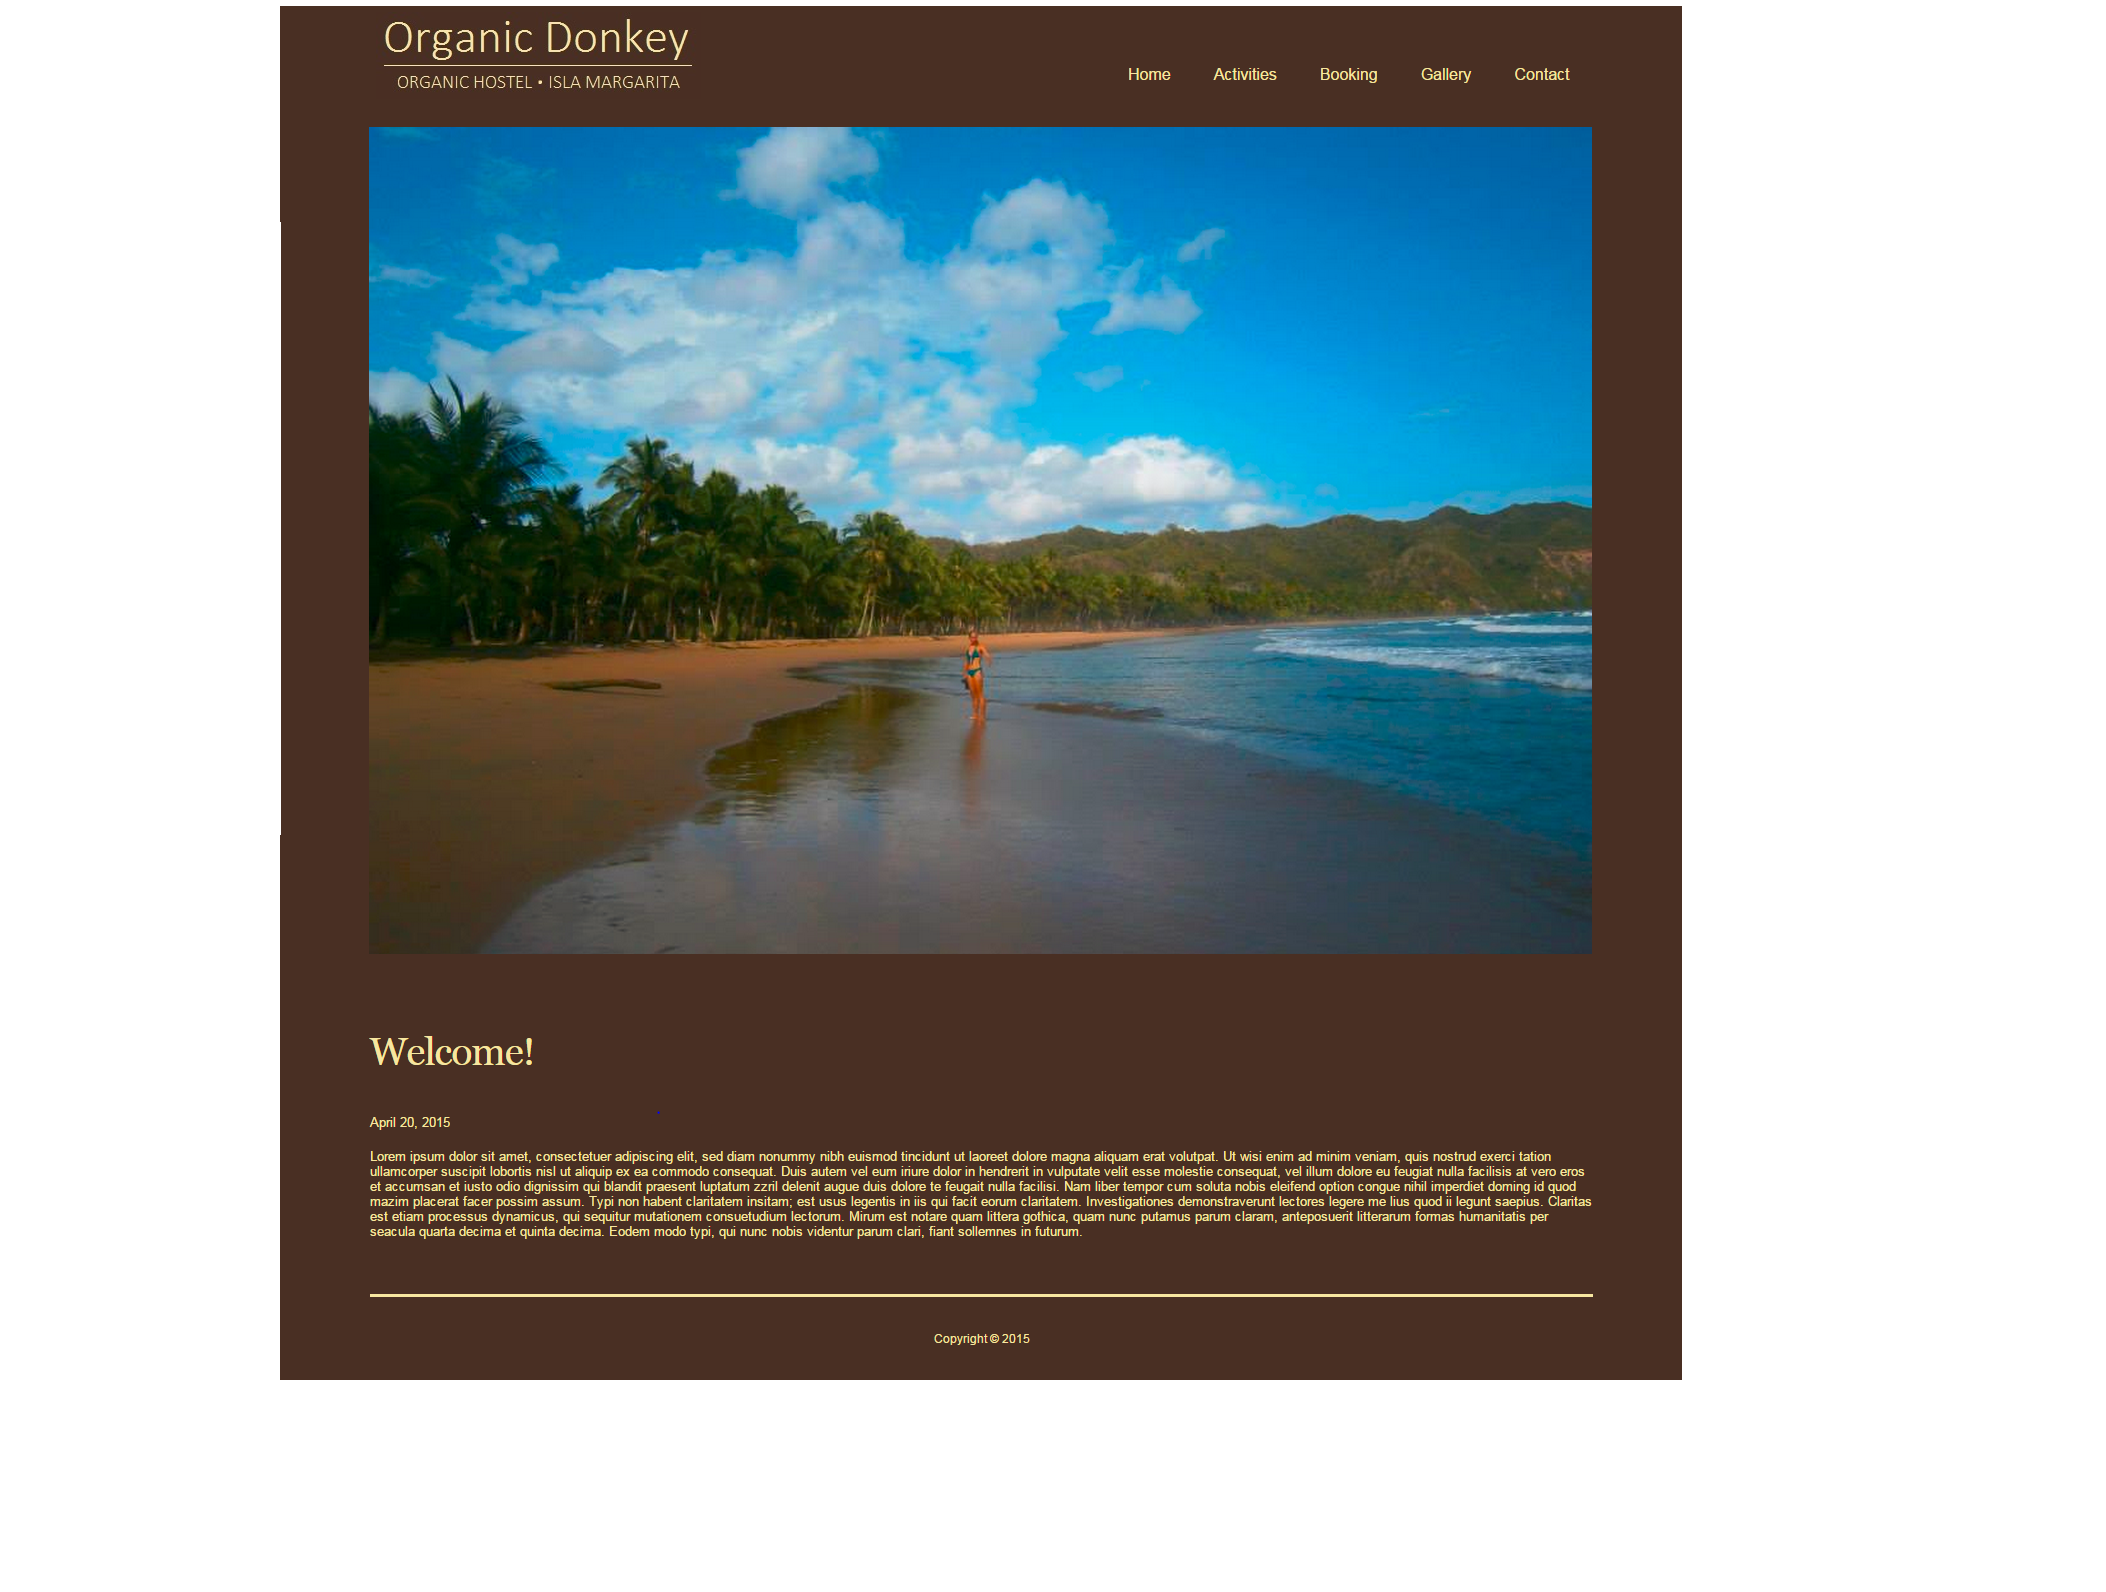 Organic Donkey
ORGANIC HOSTEL • ISLA MARGARITA
Home Activities Booking Gallery Contact
Welcome!
April 20, 2015
Lorem ipsum dolor sit amet, consectetuer adipiscing elit, sed diam nonummy nibh euismod tincidunt ut laoreet dolore magna aliquam erat volutpat. Ut wisi enim ad minim veniam, quis nostrud exerci tation
ullamcorper suscipit lobortis nisl ut aliquip ex ea commodo consequat. Duis autem vel eum iriure dolor in hendrerit in vulputate velit esse molestie consequat, vel illum dolore eu feugiat nulla facilisis at vero eros
et accumsan et iusto odio dignissim qui blandit praesent luptatum zzril delenit augue duis dolore te feugait nulla facilisi. Nam liber tempor cum soluta nobis eleifend option congue nihil imperdiet doming id quod
mazim placerat facer possim assum. Typi non habent claritatem insitam; est usus legentis in iis qui facit eorum claritatem. Investigationes demonstraverunt lectores legere me lius quod ii legunt saepius. Claritas
est etiam processus dynamicus, qui sequitur mutationem consuetudium lectorum. Mirum est notare quam littera gothica, quam nunc putamus parum claram, anteposuerit litterarum formas humanitatis per
seacula quarta decima et quinta decima. Eodem modo typi, qui nunc nobis videntur parum clari, fiant sollemnes in futurum.
Copyright © 2015